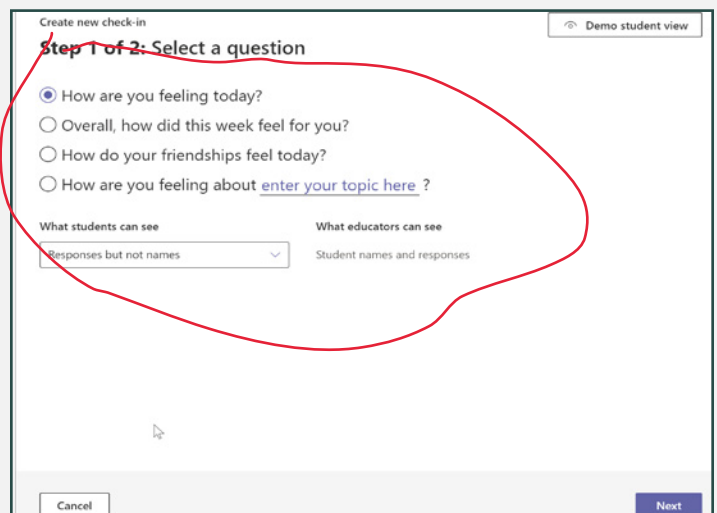 Create new check-in
Demo student view
Step 1 of 2: Select a question
How are you feeling today?
Overall, how did this week feel for you?
How do your friendships feel today?
How are you feeling about enter your topic here ?
What students can see
What educators can see
Responses but not names
Student names and responses
Cancel
Next